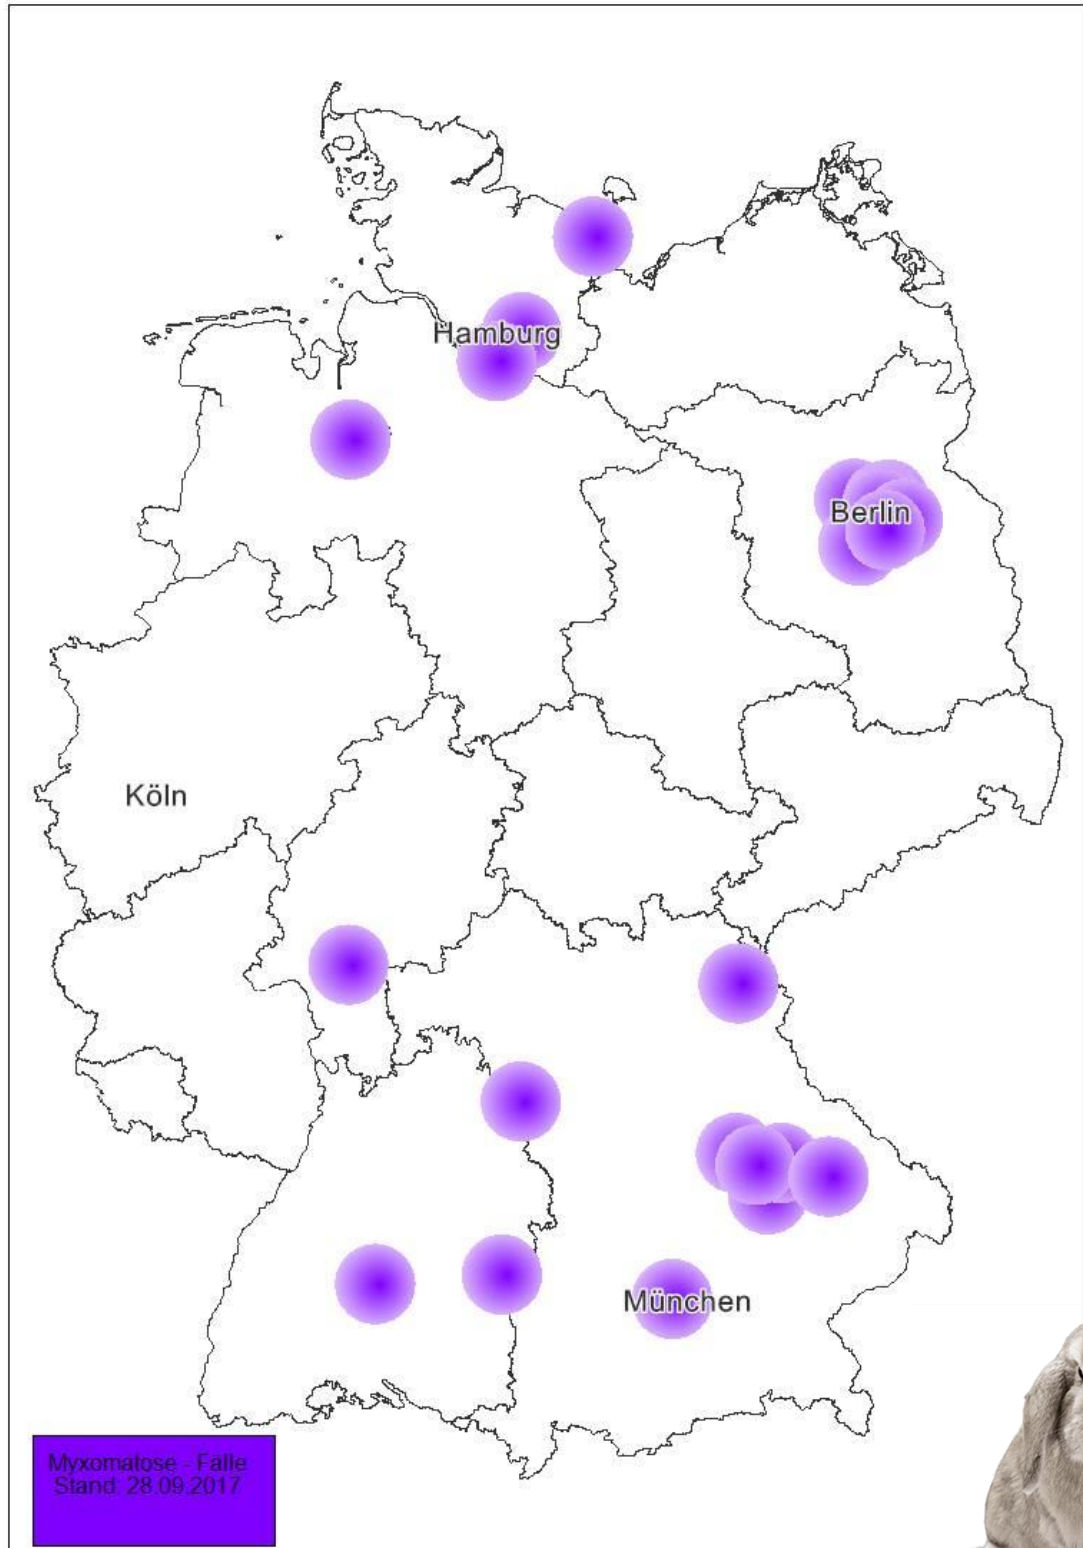 Hamburg
Berlin
Köln
München
Myxomatose - Fälle
Stand: 28.09.2017